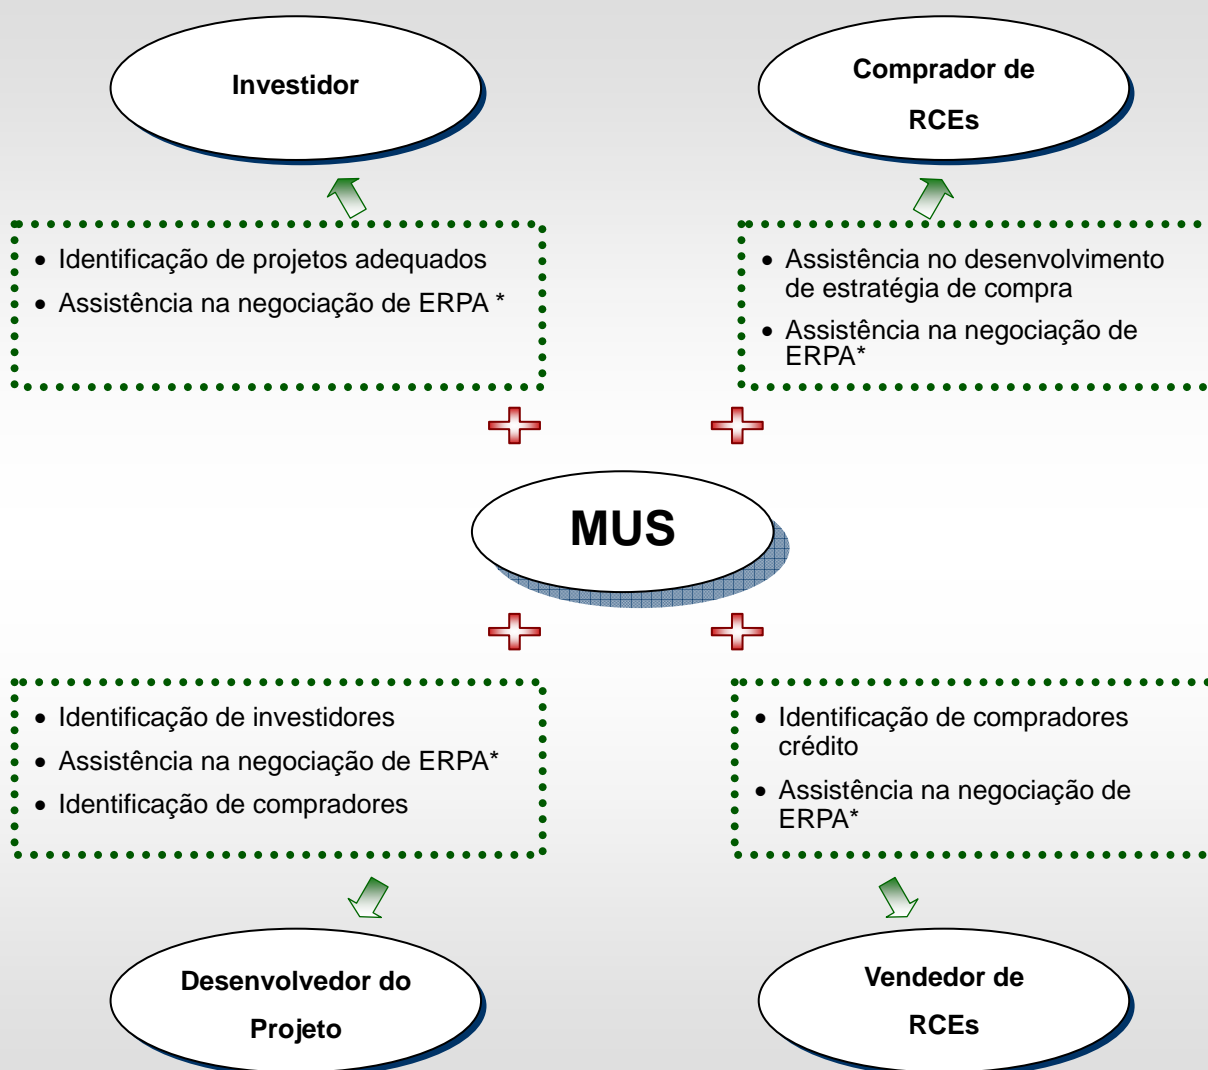 Investidor
Comprador de
RCEs
• Identificação de projetos adequados
• Assistência na negociação de ERPA *
• Assistência no desenvolvimento
de estratégia de compra
• Assistência na negociação de
ERPA*
MUS
• Identificação de investidores
• Assistência na negociação de ERPA*
• Identificação de compradores
• Identificação de compradores
crédito
• Assistência na negociação de
ERPA*
Desenvolvedor do
Projeto
Vendedor de
RCEs